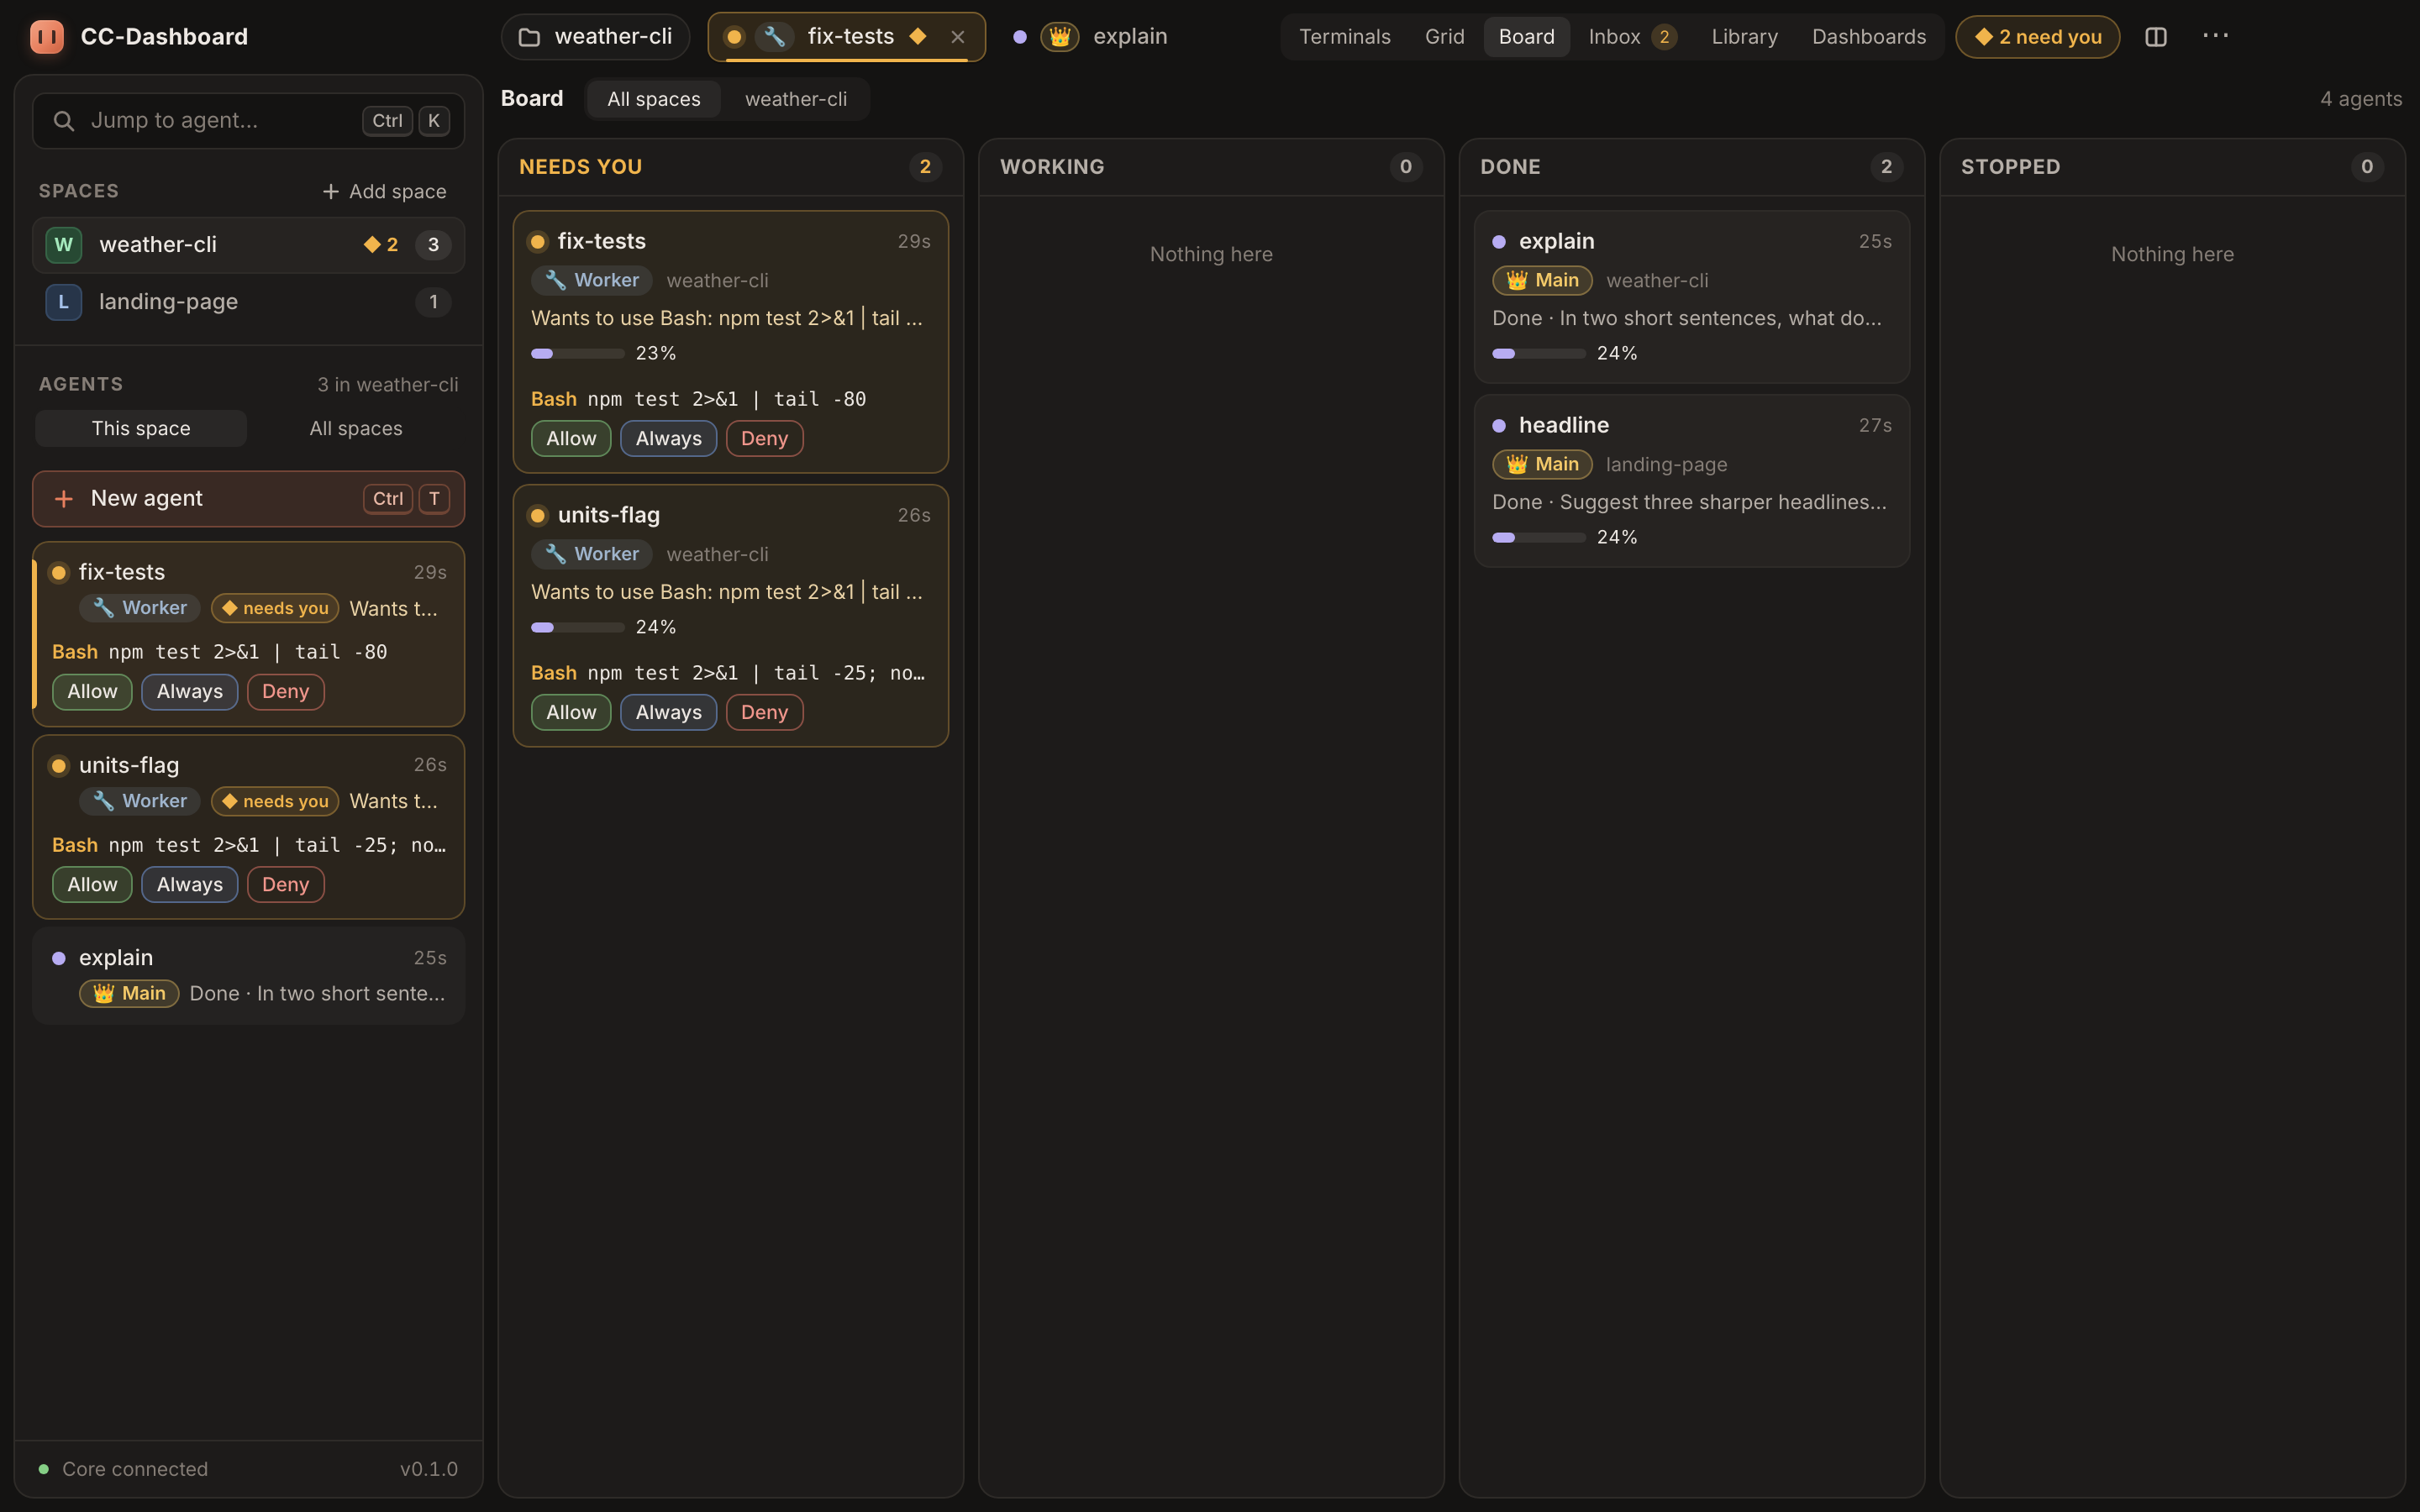 CC-Dashboard
weather-cli
fix-tests
explain
Terminals Grid Board Inbox 2 Library Dashboards
2 need you
Jump to agent... Ctrl K
SPACES + Add space
W weather-cli 2 3
L landing-page 1
AGENTS 3 in weather-cli
This space All spaces
+ New agent Ctrl T
fix-tests 29s
Worker needs you Wants t...
Bash npm test 2>&1 | tail -80
Allow Always Deny
units-flag 26s
Worker needs you Wants t...
Bash npm test 2>&1 | tail -25; no…
Allow Always Deny
explain 25s
Main Done · In two short sente...
Core connected v0.1.0
Board All spaces weather-cli 4 agents
NEEDS YOU 2
fix-tests 29s
Worker weather-cli
Wants to use Bash: npm test 2>&1 | tail ...
23%
Bash npm test 2>&1 | tail -80
Allow Always Deny
units-flag 26s
Worker weather-cli
Wants to use Bash: npm test 2>&1 | tail ...
24%
Bash npm test 2>&1 | tail -25; no…
Allow Always Deny
WORKING 0
Nothing here
DONE 2
explain 25s
Main weather-cli
Done · In two short sentences, what do...
24%
headline 27s
Main landing-page
Done · Suggest three sharper headlines...
24%
STOPPED 0
Nothing here